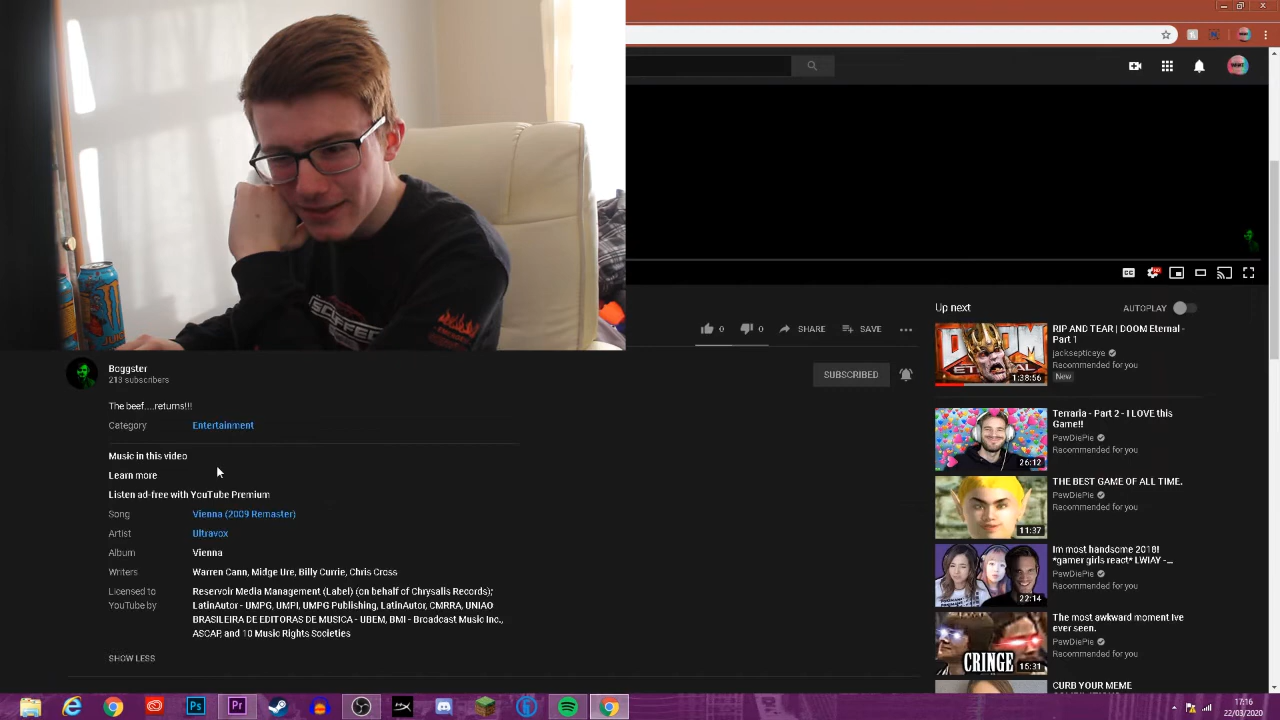 0
0
SHARE
SAVE
Boggster
213 subscribers
SUBSCRIBED
The beef....returns!!!
Category Entertainment
Music in this video
Learn more
Listen ad-free with YouTube Premium
Song Vienna (2009 Remaster)
Artist Ultravox
Album Vienna
Writers Warren Cann, Midge Ure, Billy Currie, Chris Cross
Licensed to Reservoir Media Management (Label) (on behalf of Chrysalis Records);
YouTube by LatinAutor - UMPG, UMPI, UMPG Publishing, LatinAutor, CMRRA, UNIAO
BRASILEIRA DE EDITORAS DE MUSICA - UBEM, BMI - Broadcast Music Inc.,
ASCAP, and 10 Music Rights Societies
SHOW LESS
Up next
AUTOPLAY
DOOM
ETERNAL
1:38:56
RIP AND TEAR | DOOM Eternal -
Part 1
jacksepticeye
Recommended for you
New
26:12
Terraria - Part 2 - I LOVE this
Game!!
PewDiePie
Recommended for you
11:37
THE BEST GAME OF ALL TIME.
PewDiePie
Recommended for you
22:14
Im most handsome 2018!
*gamer girls react* LWIAY -...
PewDiePie
Recommended for you
CRINGE
15:31
The most awkward moment Ive
ever seen.
PewDiePie
Recommended for you
CURB YOUR MEME
Ps
Pr
17:16
22/03/2020